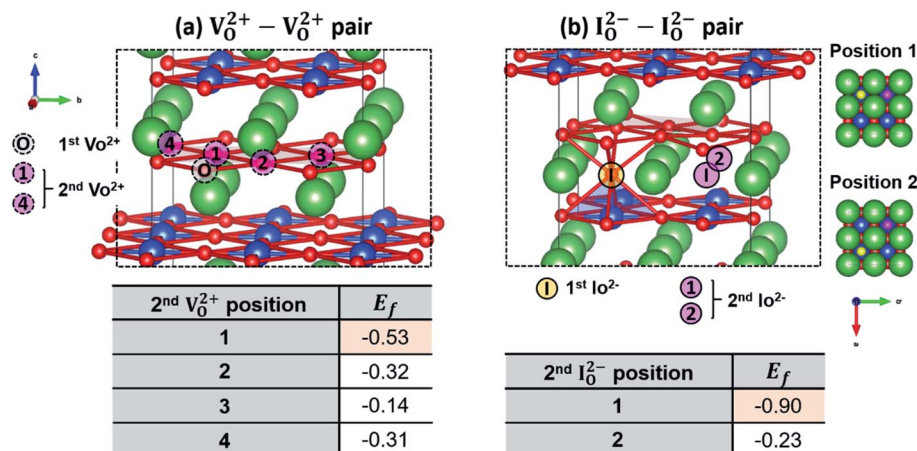 (a) V_O^{2+} − V_O^{2+} pair
c
b
4
1
2
3
O
O 1st Vo2+
1
4
2nd Vo2+
2nd V_O^{2+} position E_f
1 -0.53
2 -0.32
3 -0.14
4 -0.31
(b) I_O^{2−} − I_O^{2−} pair
I
2
I
I 1st Io2-
1
2
2nd Io2-
2nd I_O^{2−} position E_f
1 -0.90
2 -0.23
Position 1
Position 2